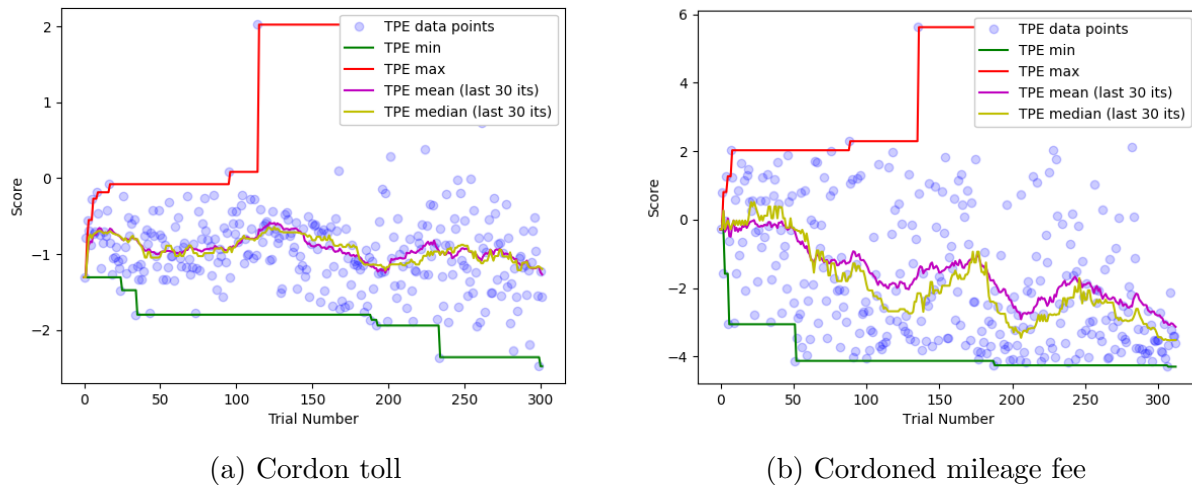 2
1
0
−1
−2
Score
0
50
100
150
200
250
300
Trial Number
TPE data points
TPE min
TPE max
TPE mean (last 30 its)
TPE median (last 30 its)
(a) Cordon toll
6
4
2
0
−2
−4
Score
0
50
100
150
200
250
300
Trial Number
TPE data points
TPE min
TPE max
TPE mean (last 30 its)
TPE median (last 30 its)
(b) Cordoned mileage fee